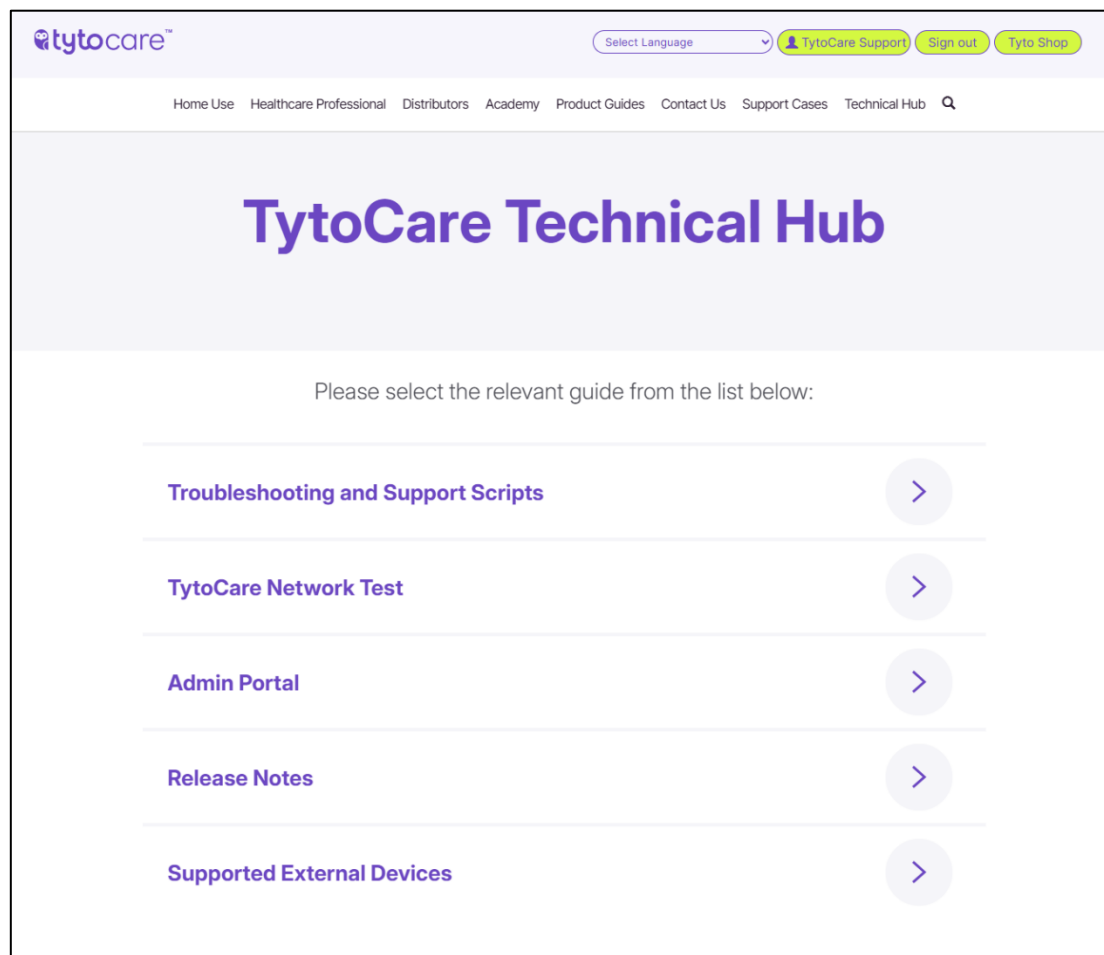 tytocare™
Select Language
TytoCare Support
Sign out
Tyto Shop
Home Use Healthcare Professional Distributors Academy Product Guides Contact Us Support Cases Technical Hub
TytoCare Technical Hub
Please select the relevant guide from the list below:
Troubleshooting and Support Scripts
TytoCare Network Test
Admin Portal
Release Notes
Supported External Devices